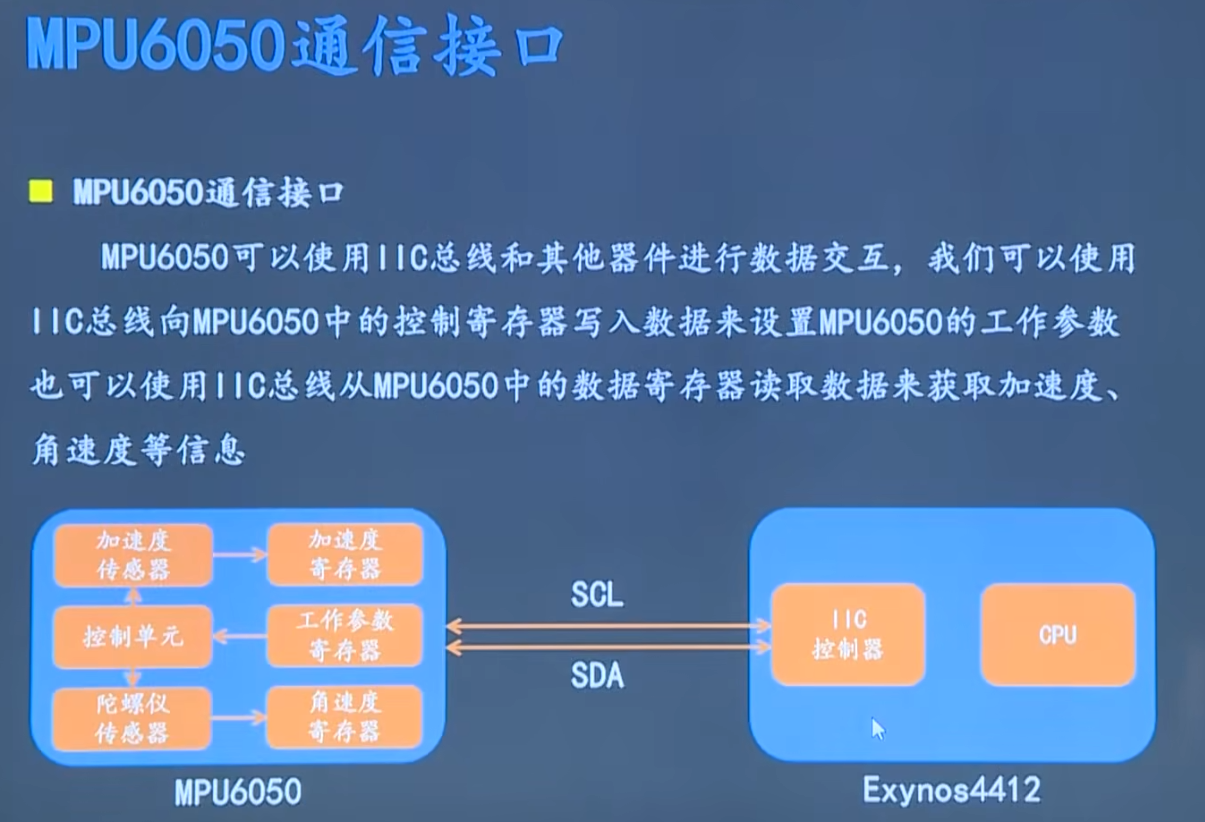 MPU6050通信接口
MPU6050通信接口
MPU6050可以使用IIC总线和其他器件进行数据交互，我们可以使用
IIC总线向MPU6050中的控制寄存器写入数据来设置MPU6050的工作参数
也可以使用IIC总线从MPU6050中的数据寄存器读取数据来获取加速度、
角速度等信息
加速度
传感器
加速度
寄存器
控制单元
工作参数
寄存器
陀螺仪
传感器
角速度
寄存器
MPU6050
SCL
SDA
IIC
控制器
CPU
Exynos4412